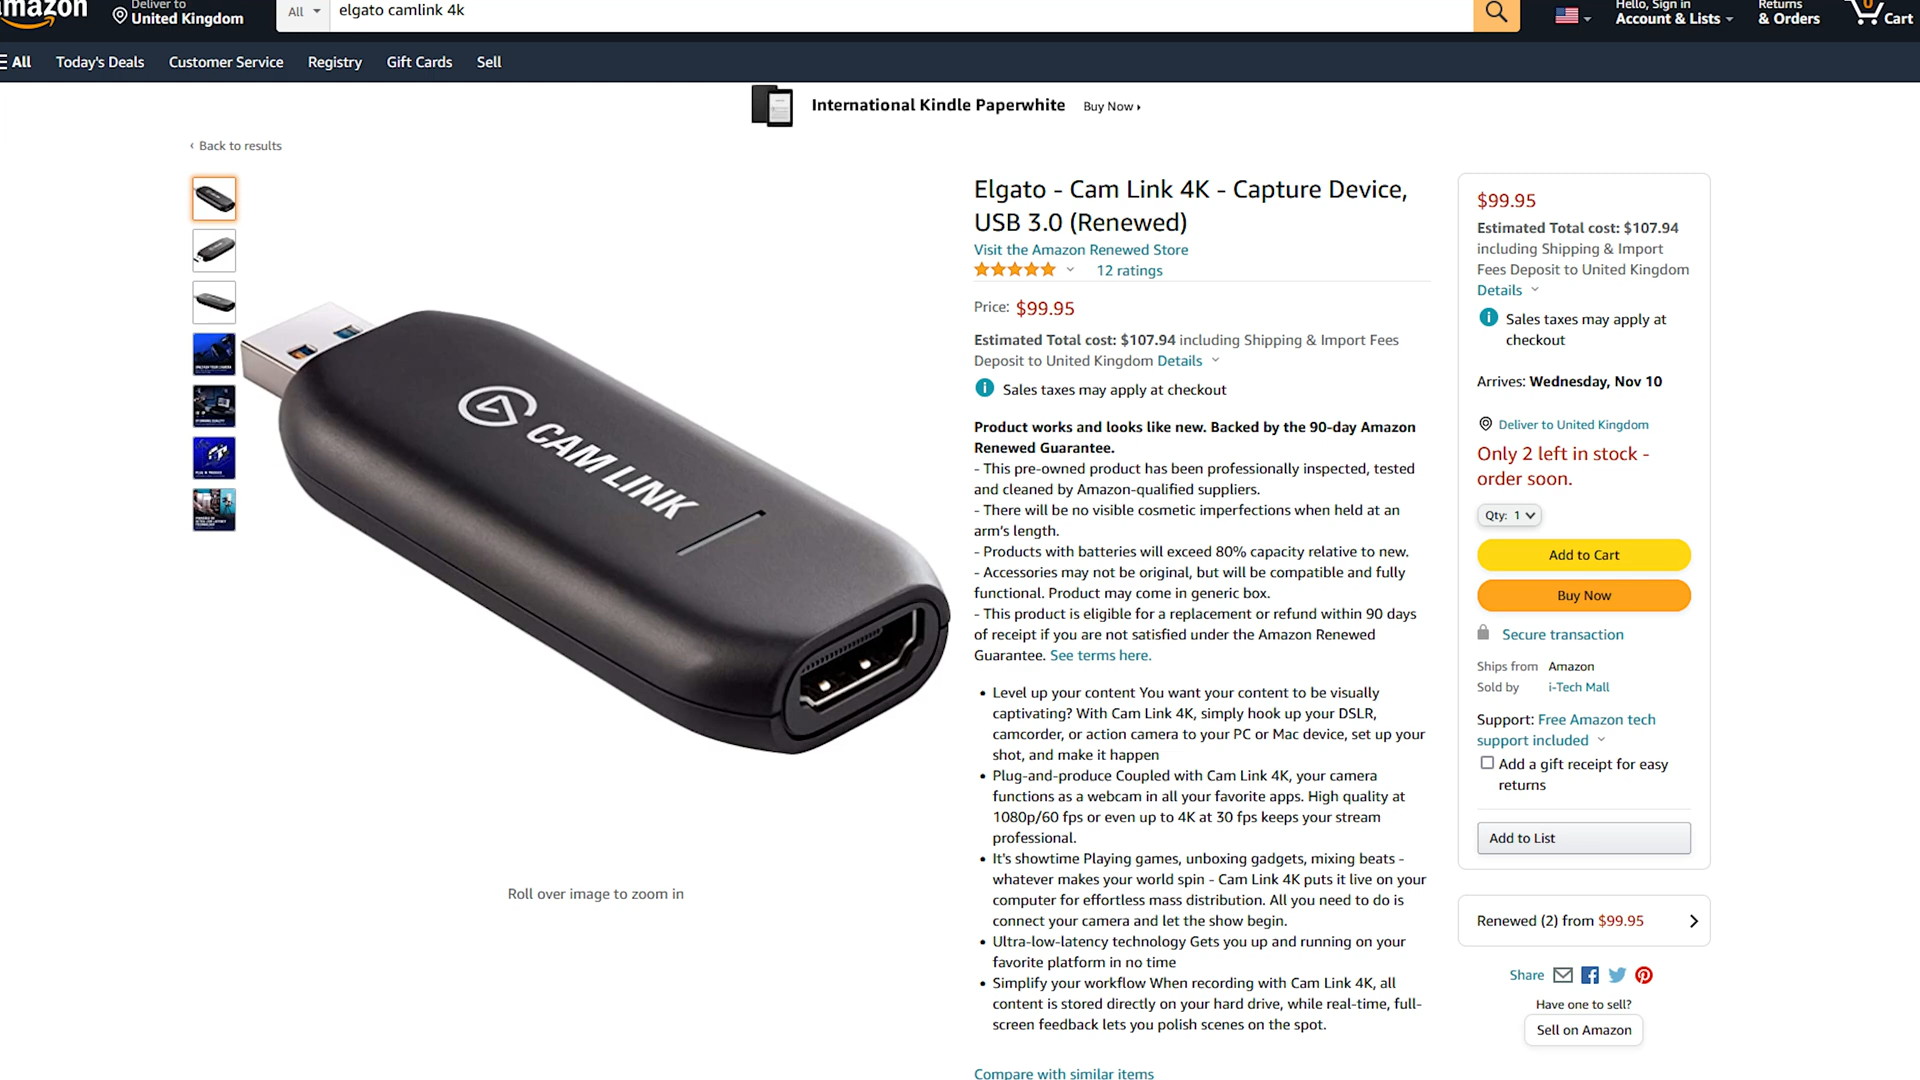 amazon
Deliver to
United Kingdom
All
elgato camlink 4k
Hello, Sign in
Account & Lists
Returns
& Orders
0
Cart
All
Today's Deals
Customer Service
Registry
Gift Cards
Sell
International Kindle Paperwhite
Buy Now ›
‹ Back to results
CAM LINK
Roll over image to zoom in
Elgato - Cam Link 4K - Capture Device,
USB 3.0 (Renewed)
Visit the Amazon Renewed Store
12 ratings
Price: $99.95
Estimated Total cost: $107.94 including Shipping & Import Fees
Deposit to United Kingdom Details
i Sales taxes may apply at checkout
Product works and looks like new. Backed by the 90-day Amazon
Renewed Guarantee.
- This pre-owned product has been professionally inspected, tested
and cleaned by Amazon-qualified suppliers.
- There will be no visible cosmetic imperfections when held at an
arm’s length.
- Products with batteries will exceed 80% capacity relative to new.
- Accessories may not be original, but will be compatible and fully
functional. Product may come in generic box.
- This product is eligible for a replacement or refund within 90 days
of receipt if you are not satisfied under the Amazon Renewed
Guarantee. See terms here.
• Level up your content You want your content to be visually
captivating? With Cam Link 4K, simply hook up your DSLR,
camcorder, or action camera to your PC or Mac device, set up your
shot, and make it happen
• Plug-and-produce Coupled with Cam Link 4K, your camera
functions as a webcam in all your favorite apps. High quality at
1080p/60 fps or even up to 4K at 30 fps keeps your stream
professional.
• It's showtime Playing games, unboxing gadgets, mixing beats -
whatever makes your world spin - Cam Link 4K puts it live on your
computer for effortless mass distribution. All you need to do is
connect your camera and let the show begin.
• Ultra-low-latency technology Gets you up and running on your
favorite platform in no time
• Simplify your workflow When recording with Cam Link 4K, all
content is stored directly on your hard drive, while real-time, full-
screen feedback lets you polish scenes on the spot.
Compare with similar items
$99.95
Estimated Total cost: $107.94
including Shipping & Import
Fees Deposit to United Kingdom
Details
i Sales taxes may apply at
checkout
Arrives: Wednesday, Nov 10
Deliver to United Kingdom
Only 2 left in stock -
order soon.
Qty: 1
Add to Cart
Buy Now
Secure transaction
Ships from Amazon
Sold by i-Tech Mall
Support: Free Amazon tech
support included
Add a gift receipt for easy
returns
Add to List
Renewed (2) from $99.95
Share
Have one to sell?
Sell on Amazon